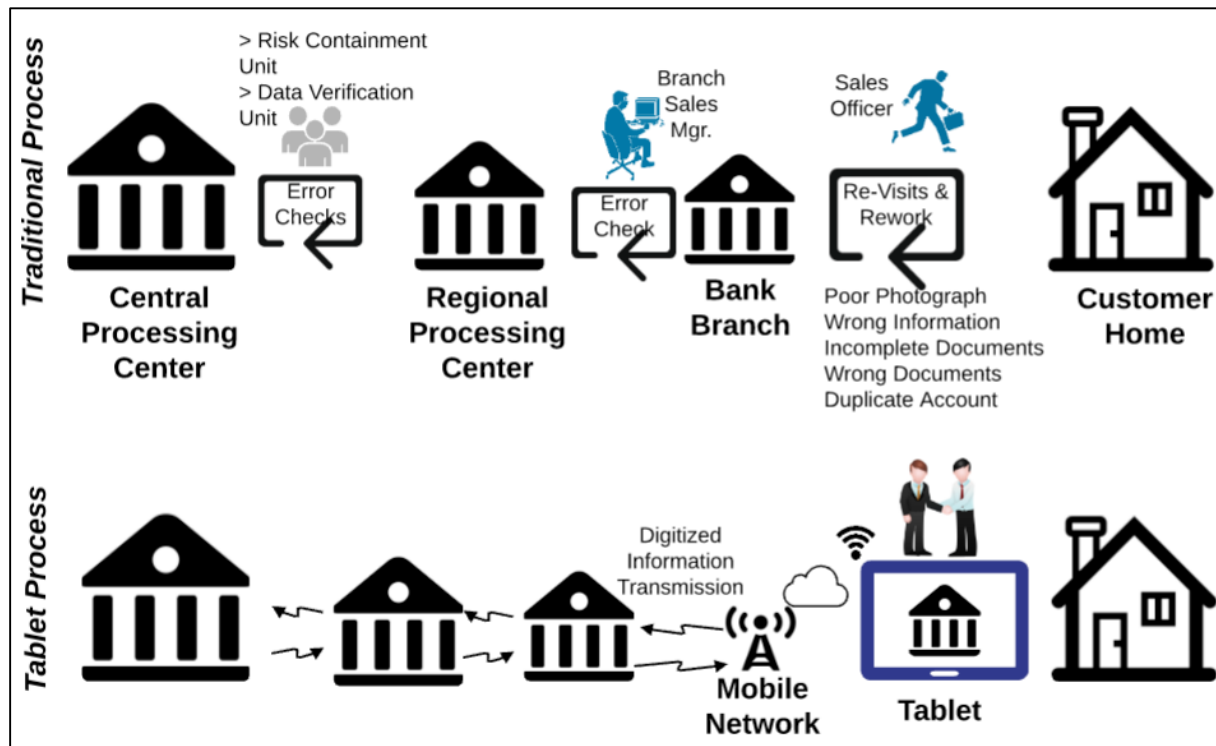 Traditional Process
> Risk Containment
Unit
> Data Verification
Unit
Error
Checks
Branch
Sales
Mgr.
Error
Check
Sales
Officer
Re-Visits &
Rework
Central
Processing
Center
Regional
Processing
Center
Bank
Branch
Poor Photograph
Wrong Information
Incomplete Documents
Wrong Documents
Duplicate Account
Customer
Home
Tablet Process
Digitized
Information
Transmission
Mobile
Network
Tablet